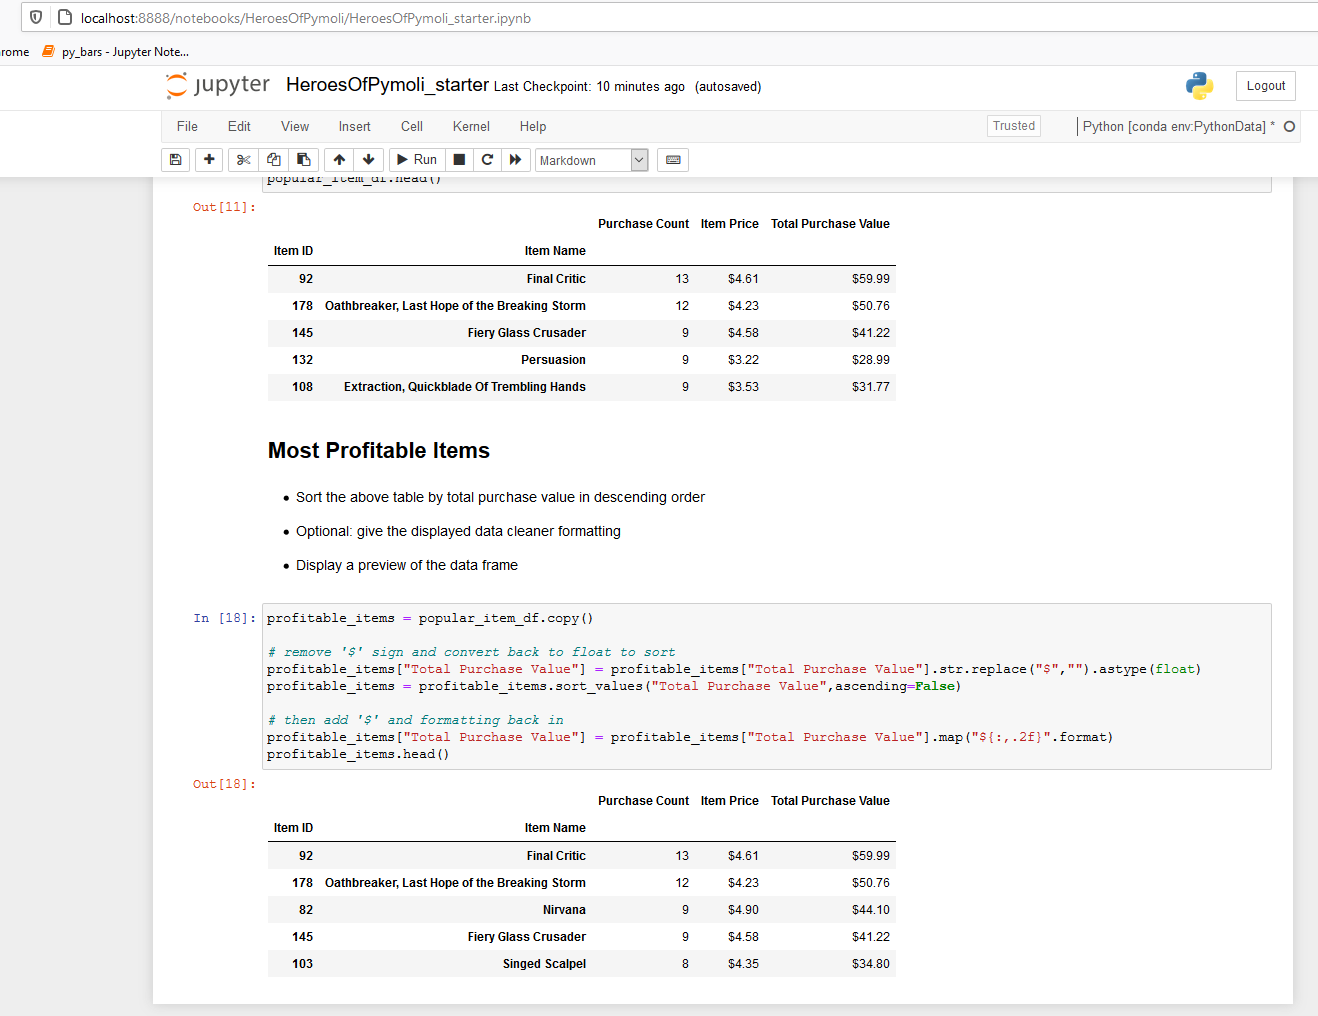 localhost:8888/notebooks/HeroesOfPymoli/HeroesOfPymoli_starter.ipynb
rome py_bars - Jupyter Note...
jupyter HeroesOfPymoli_starter Last Checkpoint: 10 minutes ago (autosaved) Logout
File Edit View Insert Cell Kernel Help Trusted Python [conda env:PythonData] *
Run Markdown
popular_item_df.head()
Out[11]:
Purchase Count Item Price Total Purchase Value
Item ID Item Name
92 Final Critic 13 $4.61 $59.99
178 Oathbreaker, Last Hope of the Breaking Storm 12 $4.23 $50.76
145 Fiery Glass Crusader 9 $4.58 $41.22
132 Persuasion 9 $3.22 $28.99
108 Extraction, Quickblade Of Trembling Hands 9 $3.53 $31.77
Most Profitable Items
• Sort the above table by total purchase value in descending order
• Optional: give the displayed data cleaner formatting
• Display a preview of the data frame
In [18]: profitable_items = popular_item_df.copy()
# remove '$' sign and convert back to float to sort
profitable_items["Total Purchase Value"] = profitable_items["Total Purchase Value"].str.replace("$","").astype(float)
profitable_items = profitable_items.sort_values("Total Purchase Value",ascending=False)
# then add '$' and formatting back in
profitable_items["Total Purchase Value"] = profitable_items["Total Purchase Value"].map("${:,.2f}".format)
profitable_items.head()
Out[18]:
Purchase Count Item Price Total Purchase Value
Item ID Item Name
92 Final Critic 13 $4.61 $59.99
178 Oathbreaker, Last Hope of the Breaking Storm 12 $4.23 $50.76
82 Nirvana 9 $4.90 $44.10
145 Fiery Glass Crusader 9 $4.58 $41.22
103 Singed Scalpel 8 $4.35 $34.80